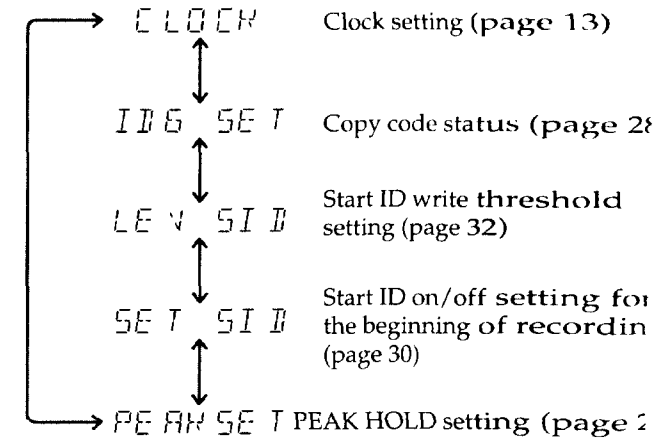 CLOCK Clock setting (page 13)
ID6 SET Copy code status (page 28
LEV SID Start ID write threshold
setting (page 32)
SET SID Start ID on/off setting for
the beginning of recordin
(page 30)
PEAK SET PEAK HOLD setting (page 2